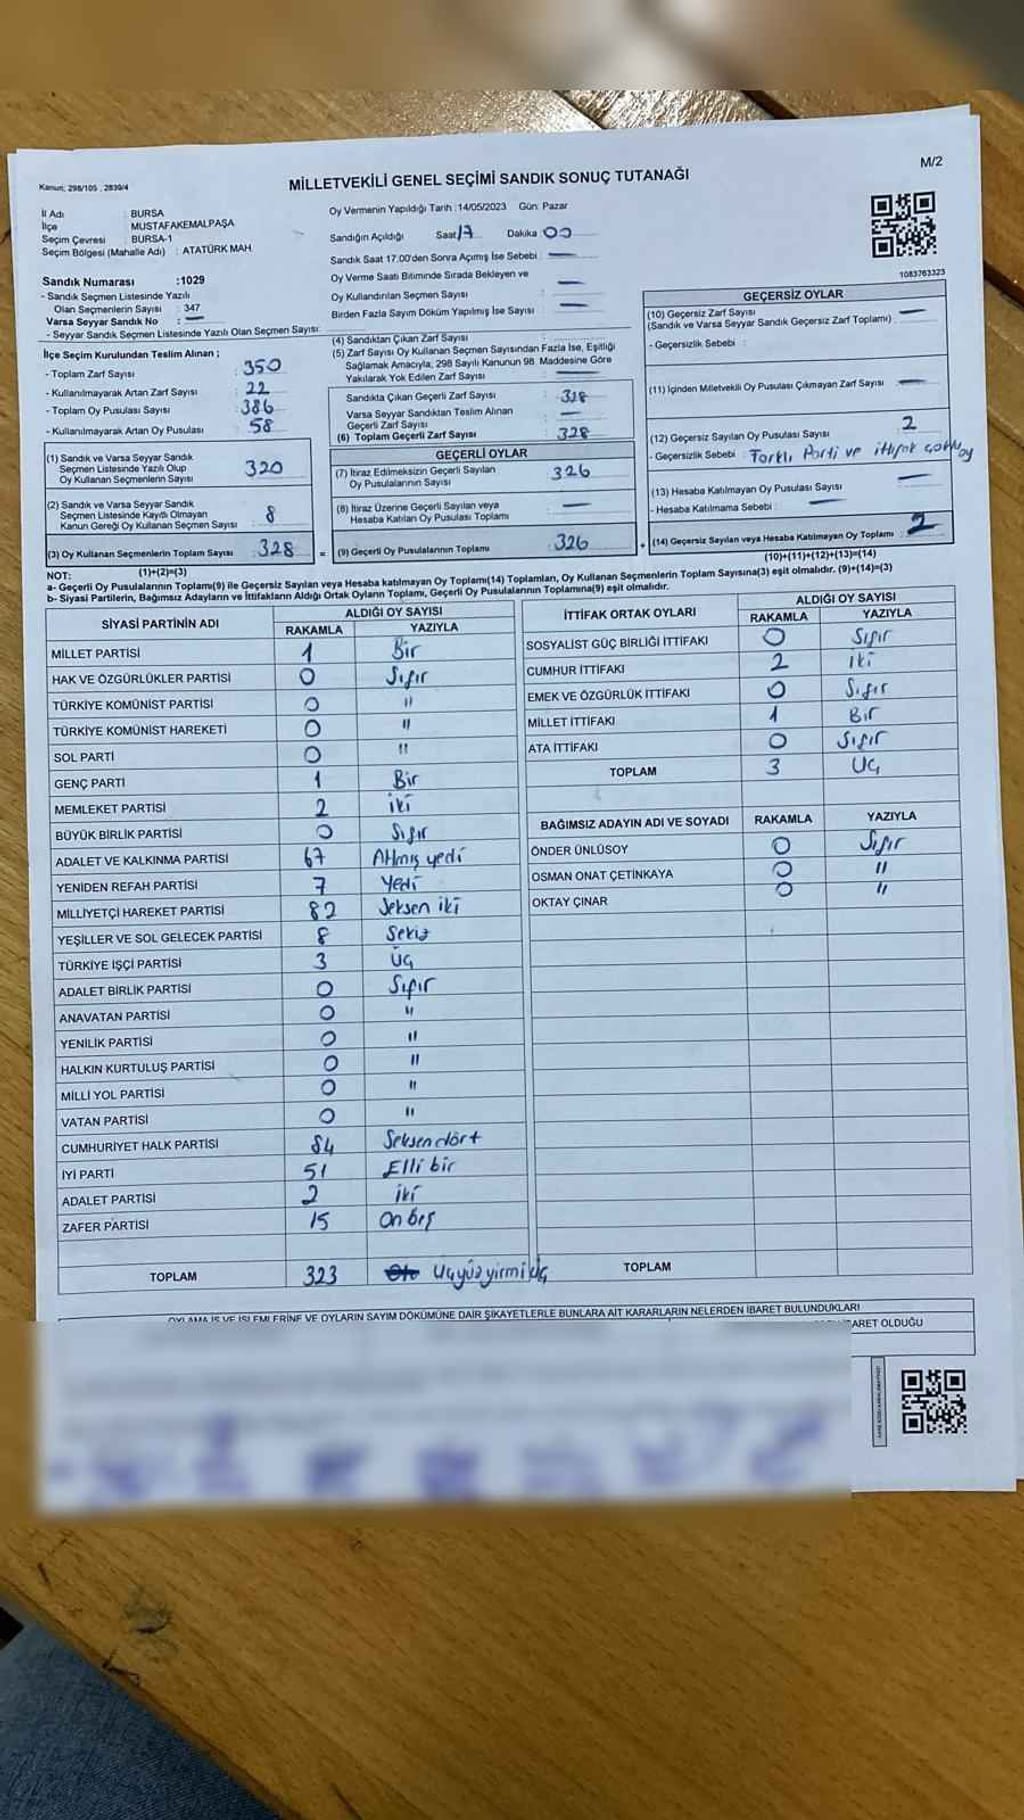 M/2
Kanun; 298/105 , 2839/4
MİLLETVEKİLİ GENEL SEÇİMİ SANDIK SONUÇ TUTANAĞI
İl Adı : BURSA
İlçe : MUSTAFAKEMALPAŞA
Seçim Çevresi : BURSA-1
Seçim Bölgesi (Mahalle Adı) : ATATÜRK MAH.
Sandık Numarası :1029
- Sandık Seçmen Listesinde Yazılı
Olan Seçmenlerin Sayısı : 347
Varsa Seyyar Sandık No : —
- Seyyar Sandık Seçmen Listesinde Yazılı Olan Seçmen Sayısı:
Oy Vermenin Yapıldığı Tarih :14/05/2023 Gün: Pazar
Sandığın Açıldığı Saat 17 Dakika 00
Sandık Saat 17.00'den Sonra Açımış İse Sebebi : —
Oy Verme Saati Bitiminde Sırada Bekleyen ve
Oy Kullandırılan Seçmen Sayısı : —
Birden Fazla Sayım Döküm Yapılmış İse Sayısı : —
1083763323
İlçe Seçim Kurulundan Teslim Alınan ;
- Toplam Zarf Sayısı : 350
- Kullanılmayarak Artan Zarf Sayısı : 22
- Toplam Oy Pusulası Sayısı : 386
- Kullanılmayarak Artan Oy Pusulası : 58
(1) Sandık ve Varsa Seyyar Sandık
Seçmen Listesinde Yazılı Olup
Oy Kullanan Seçmenlerin Sayısı : 320
(2) Sandık ve Varsa Seyyar Sandık
Seçmen Listesinde Kayıtlı Olmayan
Kanun Gereği Oy Kullanan Seçmen Sayısı : 8
(3) Oy Kullanan Seçmenlerin Toplam Sayısı : 328
(1)+(2)=(3)
(4) Sandıktan Çıkan Zarf Sayısı :
(5) Zarf Sayısı Oy Kullanan Seçmen Sayısından Fazla İse, Eşitliği
Sağlamak Amacıyla, 298 Sayılı Kanunun 98. Maddesine Göre
Yakılarak Yok Edilen Zarf Sayısı : —
Sandıkta Çıkan Geçerli Zarf Sayısı : 328
Varsa Seyyar Sandıktan Teslim Alınan
Geçerli Zarf Sayısı : —
(6) Toplam Geçerli Zarf Sayısı : 328
GEÇERLİ OYLAR
(7) İtiraz Edilmeksizin Geçerli Sayılan
Oy Pusulalarının Sayısı : 326
(8) İtiraz Üzerine Geçerli Sayılan veya
Hesaba Katılan Oy Pusulası Toplamı : —
= (9) Geçerli Oy Pusulalarının Toplamı : 326
GEÇERSİZ OYLAR
(10) Geçersiz Zarf Sayısı : —
(Sandık ve Varsa Seyyar Sandık Geçersiz Zarf Toplamı)
- Geçersizlik Sebebi :
(11) İçinden Milletvekili Oy Pusulası Çıkmayan Zarf Sayısı : —
(12) Geçersiz Sayılan Oy Pusulası Sayısı : 2
- Geçersizlik Sebebi : Farklı Parti ve ittifak oy
(13) Hesaba Katılmayan Oy Pusulası Sayısı : —
- Hesaba Katılmama Sebebi : —
+ (14) Geçersiz Sayılan veya Hesaba Katılmayan Oy Toplamı : 2
(10)+(11)+(12)+(13)=(14)
NOT:
a- Geçerli Oy Pusulalarının Toplamı(9) ile Geçersiz Sayılan veya Hesaba katılmayan Oy Toplamı(14) Toplamları, Oy Kullanan Seçmenlerin Toplam Sayısına(3) eşit olmalıdır. (9)+(14)=(3)
b- Siyasi Partilerin, Bağımsız Adayların ve İttifakların Aldığı Ortak Oyların Toplamı, Geçerli Oy Pusulalarının Toplamına(9) eşit olmalıdır.
SİYASİ PARTİNİN ADI ALDIĞI OY SAYISI
RAKAMLA YAZIYLA
MİLLET PARTİSİ 1 Bir
HAK VE ÖZGÜRLÜKLER PARTİSİ 0 Sıfır
TÜRKİYE KOMÜNİST PARTİSİ 0 "
TÜRKİYE KOMÜNİST HAREKETİ 0 "
SOL PARTİ 0 "
GENÇ PARTİ 1 Bir
MEMLEKET PARTİSİ 2 iki
BÜYÜK BİRLİK PARTİSİ 0 Sıfır
ADALET VE KALKINMA PARTİSİ 67 Altmış yedi
YENİDEN REFAH PARTİSİ 7 Yedi
MİLLİYETÇİ HAREKET PARTİSİ 82 Seksen iki
YEŞİLLER VE SOL GELECEK PARTİSİ 8 Sekiz
TÜRKİYE İŞÇİ PARTİSİ 3 Üç
ADALET BİRLİK PARTİSİ 0 Sıfır
ANAVATAN PARTİSİ 0 "
YENİLİK PARTİSİ 0 "
HALKIN KURTULUŞ PARTİSİ 0 "
MİLLİ YOL PARTİSİ 0 "
VATAN PARTİSİ 0 "
CUMHURİYET HALK PARTİSİ 84 Seksen dört
İYİ PARTİ 51 Elli bir
ADALET PARTİSİ 2 iki
ZAFER PARTİSİ 15 On beş
TOPLAM 323 Üçyüzyirmi üç
İTTİFAK ORTAK OYLARI ALDIĞI OY SAYISI
RAKAMLA YAZIYLA
SOSYALİST GÜÇ BİRLİĞİ İTTİFAKI 0 Sıfır
CUMHUR İTTİFAKI 2 iki
EMEK VE ÖZGÜRLÜK İTTİFAKI 0 Sıfır
MİLLET İTTİFAKI 1 Bir
ATA İTTİFAKI 0 Sıfır
TOPLAM 3 Üç
BAĞIMSIZ ADAYIN ADI VE SOYADI RAKAMLA YAZIYLA
ÖNDER ÜNLÜSOY 0 Sıfır
OSMAN ONAT ÇETİNKAYA 0 "
OKTAY ÇINAR 0 "
TOPLAM
OYLAMA İŞ VE İŞLEMLERİNE VE OYLARIN SAYIM DÖKÜMÜNE DAİR ŞİKAYETLERLE BUNLARA AİT KARARLARIN NELERDEN İBARET BULUNDUKLARI
İBARET OLDUĞU